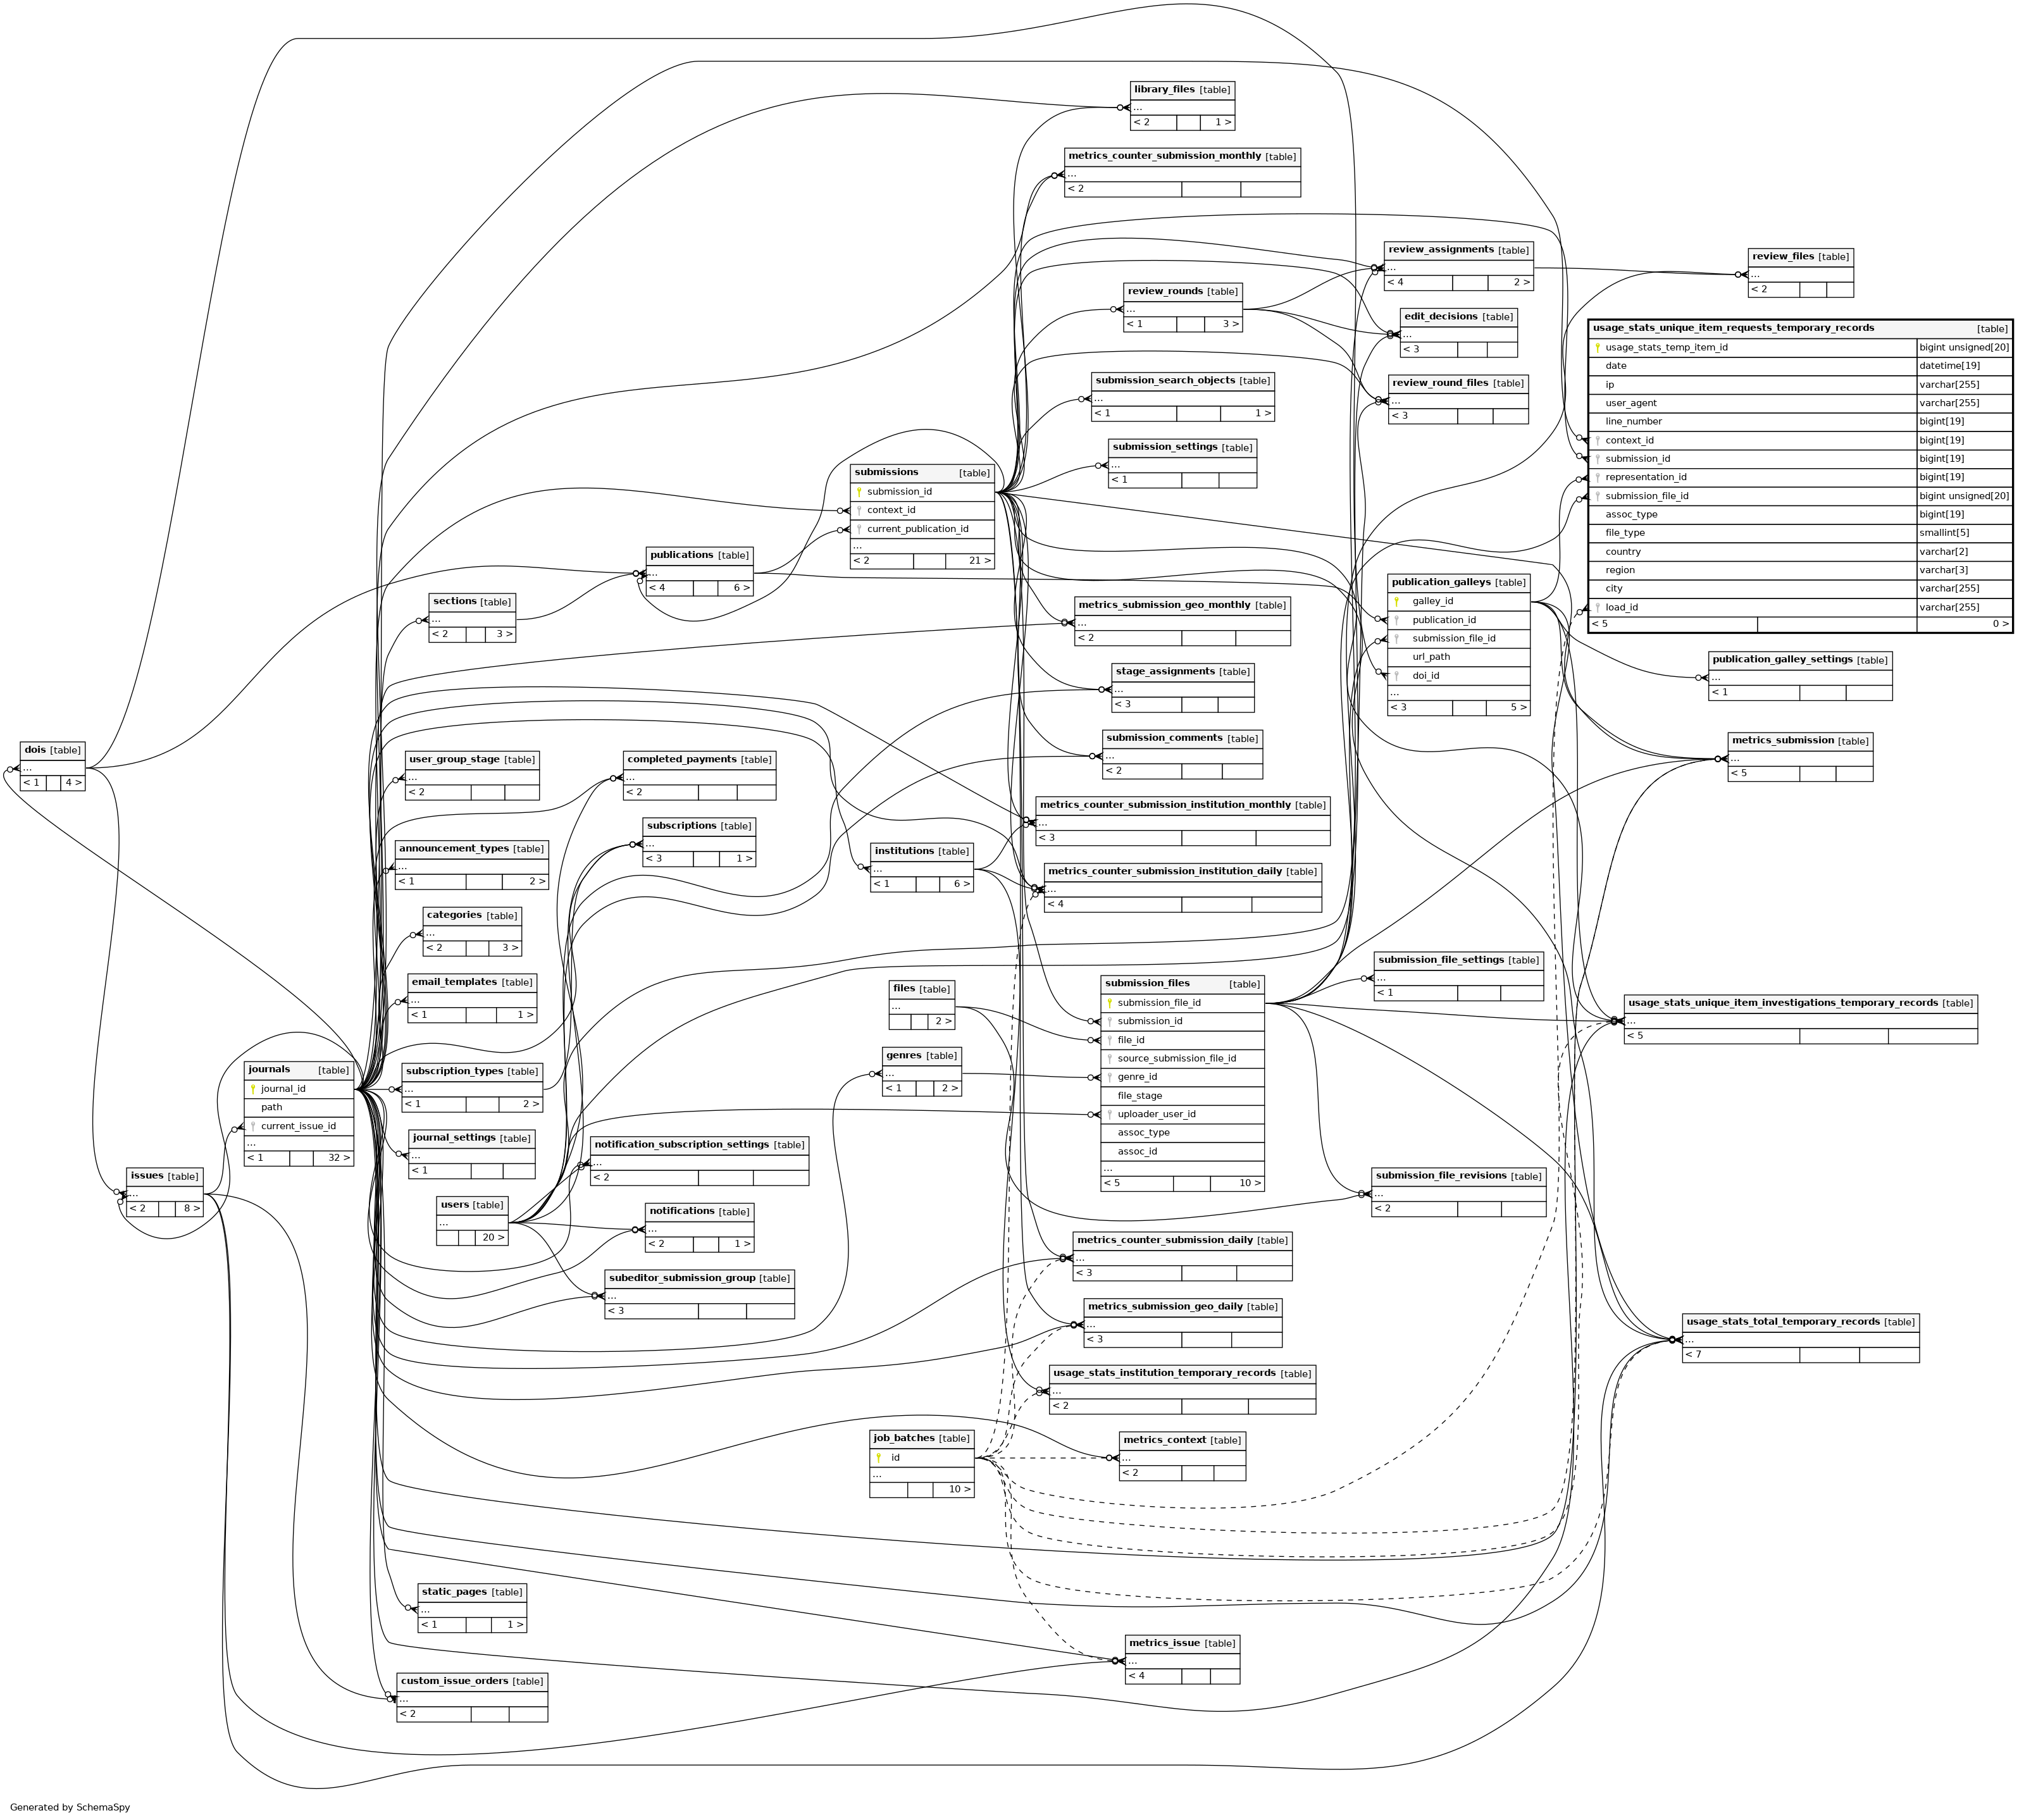 library_files [table]
...
< 2 1 >
metrics_counter_submission_monthly [table]
...
< 2
review_assignments [table]
...
< 4 2 >
review_files [table]
...
< 2
review_rounds [table]
...
< 1 3 >
edit_decisions [table]
...
< 3
usage_stats_unique_item_requests_temporary_records [table]
usage_stats_temp_item_id bigint unsigned[20]
date datetime[19]
ip varchar[255]
user_agent varchar[255]
line_number bigint[19]
context_id bigint[19]
submission_id bigint[19]
representation_id bigint[19]
submission_file_id bigint unsigned[20]
assoc_type bigint[19]
file_type smallint[5]
country varchar[2]
region varchar[3]
city varchar[255]
load_id varchar[255]
< 5 0 >
submission_search_objects [table]
...
< 1 1 >
review_round_files [table]
...
< 3
submission_settings [table]
...
< 1
submissions [table]
submission_id
context_id
current_publication_id
...
< 2 21 >
publications [table]
...
< 4 6 >
sections [table]
...
< 2 3 >
metrics_submission_geo_monthly [table]
...
< 2
publication_galleys [table]
galley_id
publication_id
submission_file_id
url_path
doi_id
...
< 3 5 >
stage_assignments [table]
...
< 3
publication_galley_settings [table]
...
< 1
submission_comments [table]
...
< 2
metrics_submission [table]
...
< 5
dois [table]
...
< 1 4 >
user_group_stage [table]
...
< 2
completed_payments [table]
...
< 2
metrics_counter_submission_institution_monthly [table]
...
< 3
subscriptions [table]
...
< 3 1 >
announcement_types [table]
...
< 1 2 >
institutions [table]
...
< 1 6 >
metrics_counter_submission_institution_daily [table]
...
< 4
categories [table]
...
< 2 3 >
email_templates [table]
...
< 1 1 >
files [table]
...
2 >
submission_files [table]
submission_file_id
submission_id
file_id
source_submission_file_id
genre_id
file_stage
uploader_user_id
assoc_type
assoc_id
...
< 5 10 >
submission_file_settings [table]
...
< 1
usage_stats_unique_item_investigations_temporary_records [table]
...
< 5
genres [table]
...
< 1 2 >
journals [table]
journal_id
path
current_issue_id
...
< 1 32 >
subscription_types [table]
...
< 1 2 >
journal_settings [table]
...
< 1
notification_subscription_settings [table]
...
< 2
issues [table]
...
< 2 8 >
submission_file_revisions [table]
...
< 2
users [table]
...
20 >
notifications [table]
...
< 2 1 >
metrics_counter_submission_daily [table]
...
< 3
subeditor_submission_group [table]
...
< 3
metrics_submission_geo_daily [table]
...
< 3
usage_stats_total_temporary_records [table]
...
< 7
usage_stats_institution_temporary_records [table]
...
< 2
job_batches [table]
id
...
10 >
metrics_context [table]
...
< 2
static_pages [table]
...
< 1 1 >
metrics_issue [table]
...
< 4
custom_issue_orders [table]
...
< 2
Generated by SchemaSpy